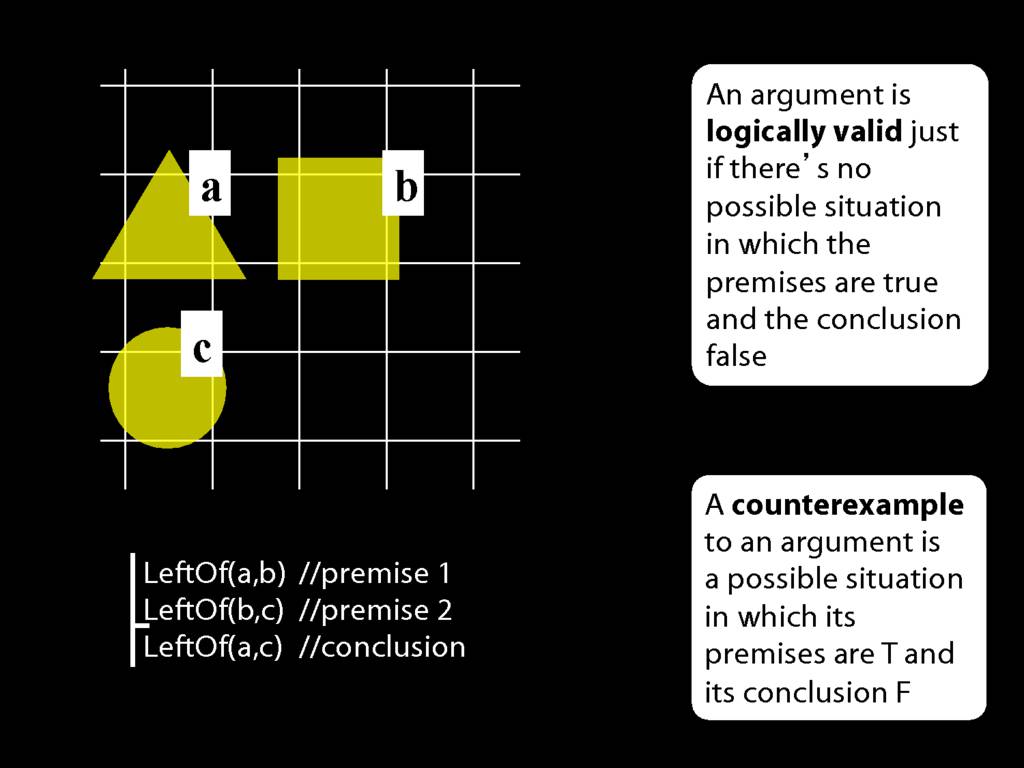 a
b
c
An argument is
logically valid just
if there’ s no
possible situation
in which the
premises are true
and the conclusion
false
LeftOf(a,b) //premise 1
LeftOf(b,c) //premise 2
LeftOf(a,c) //conclusion
A counterexample
to an argument is
a possible situation
in which its
premises are T and
its conclusion F